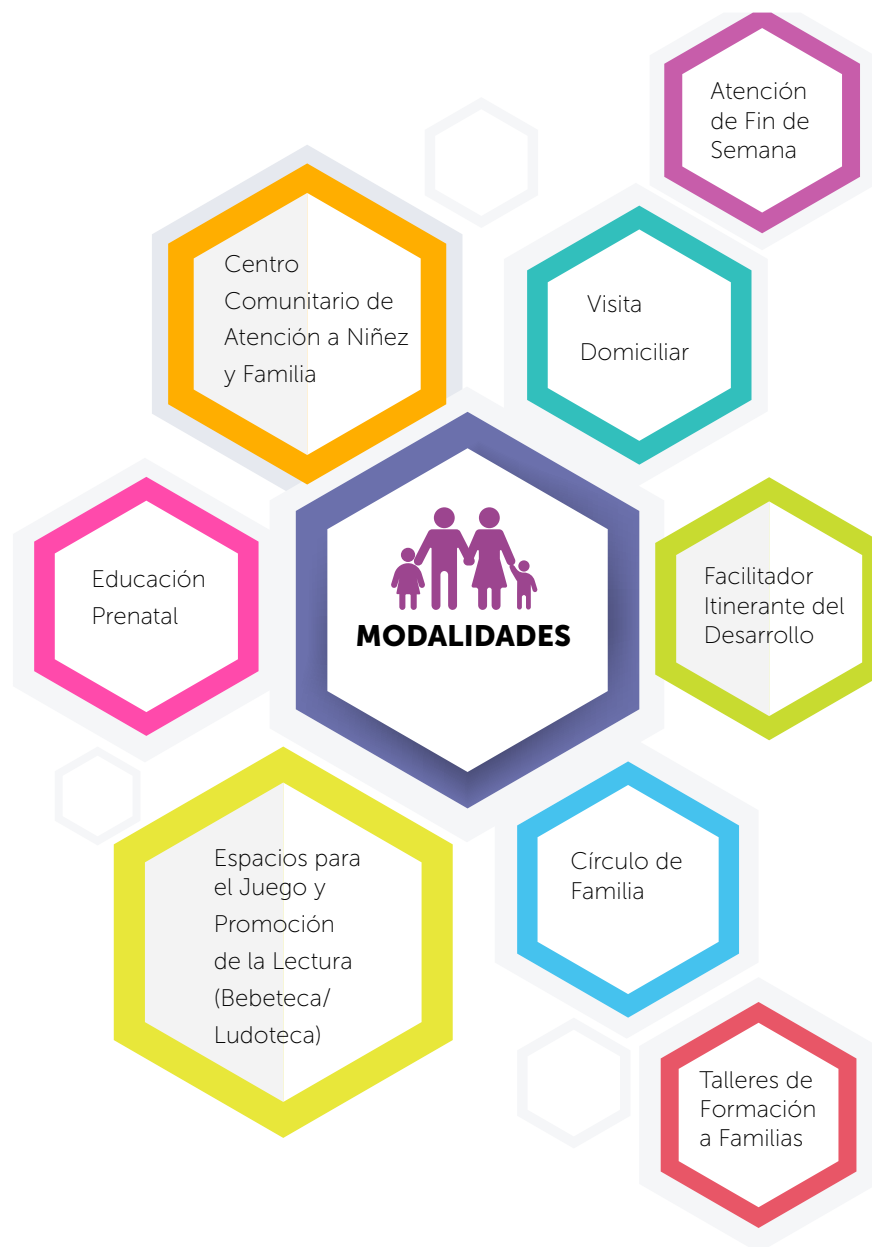 Atención
de Fin de
Semana
Centro
Comunitario de
Atención a Niñez
y Familia
Visita
Domiciliar
MODALIDADES
Educación
Prenatal
Facilitador
Itinerante del
Desarrollo
Espacios para
el Juego y
Promoción
de la Lectura
(Bebeteca/
Ludoteca)
Círculo de
Familia
Talleres de
Formación
a Familias